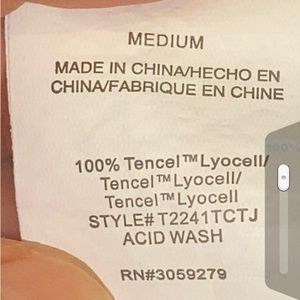 MEDIUM
MADE IN CHINA/HECHO EN
CHINA/FABRIQUE EN CHINE
100% Tencel™Lyocell/
Tencel™Lyocell/
Tencel™Lyocell
STYLE# T2241TCTJ
ACID WASH
RN#3059279
100%